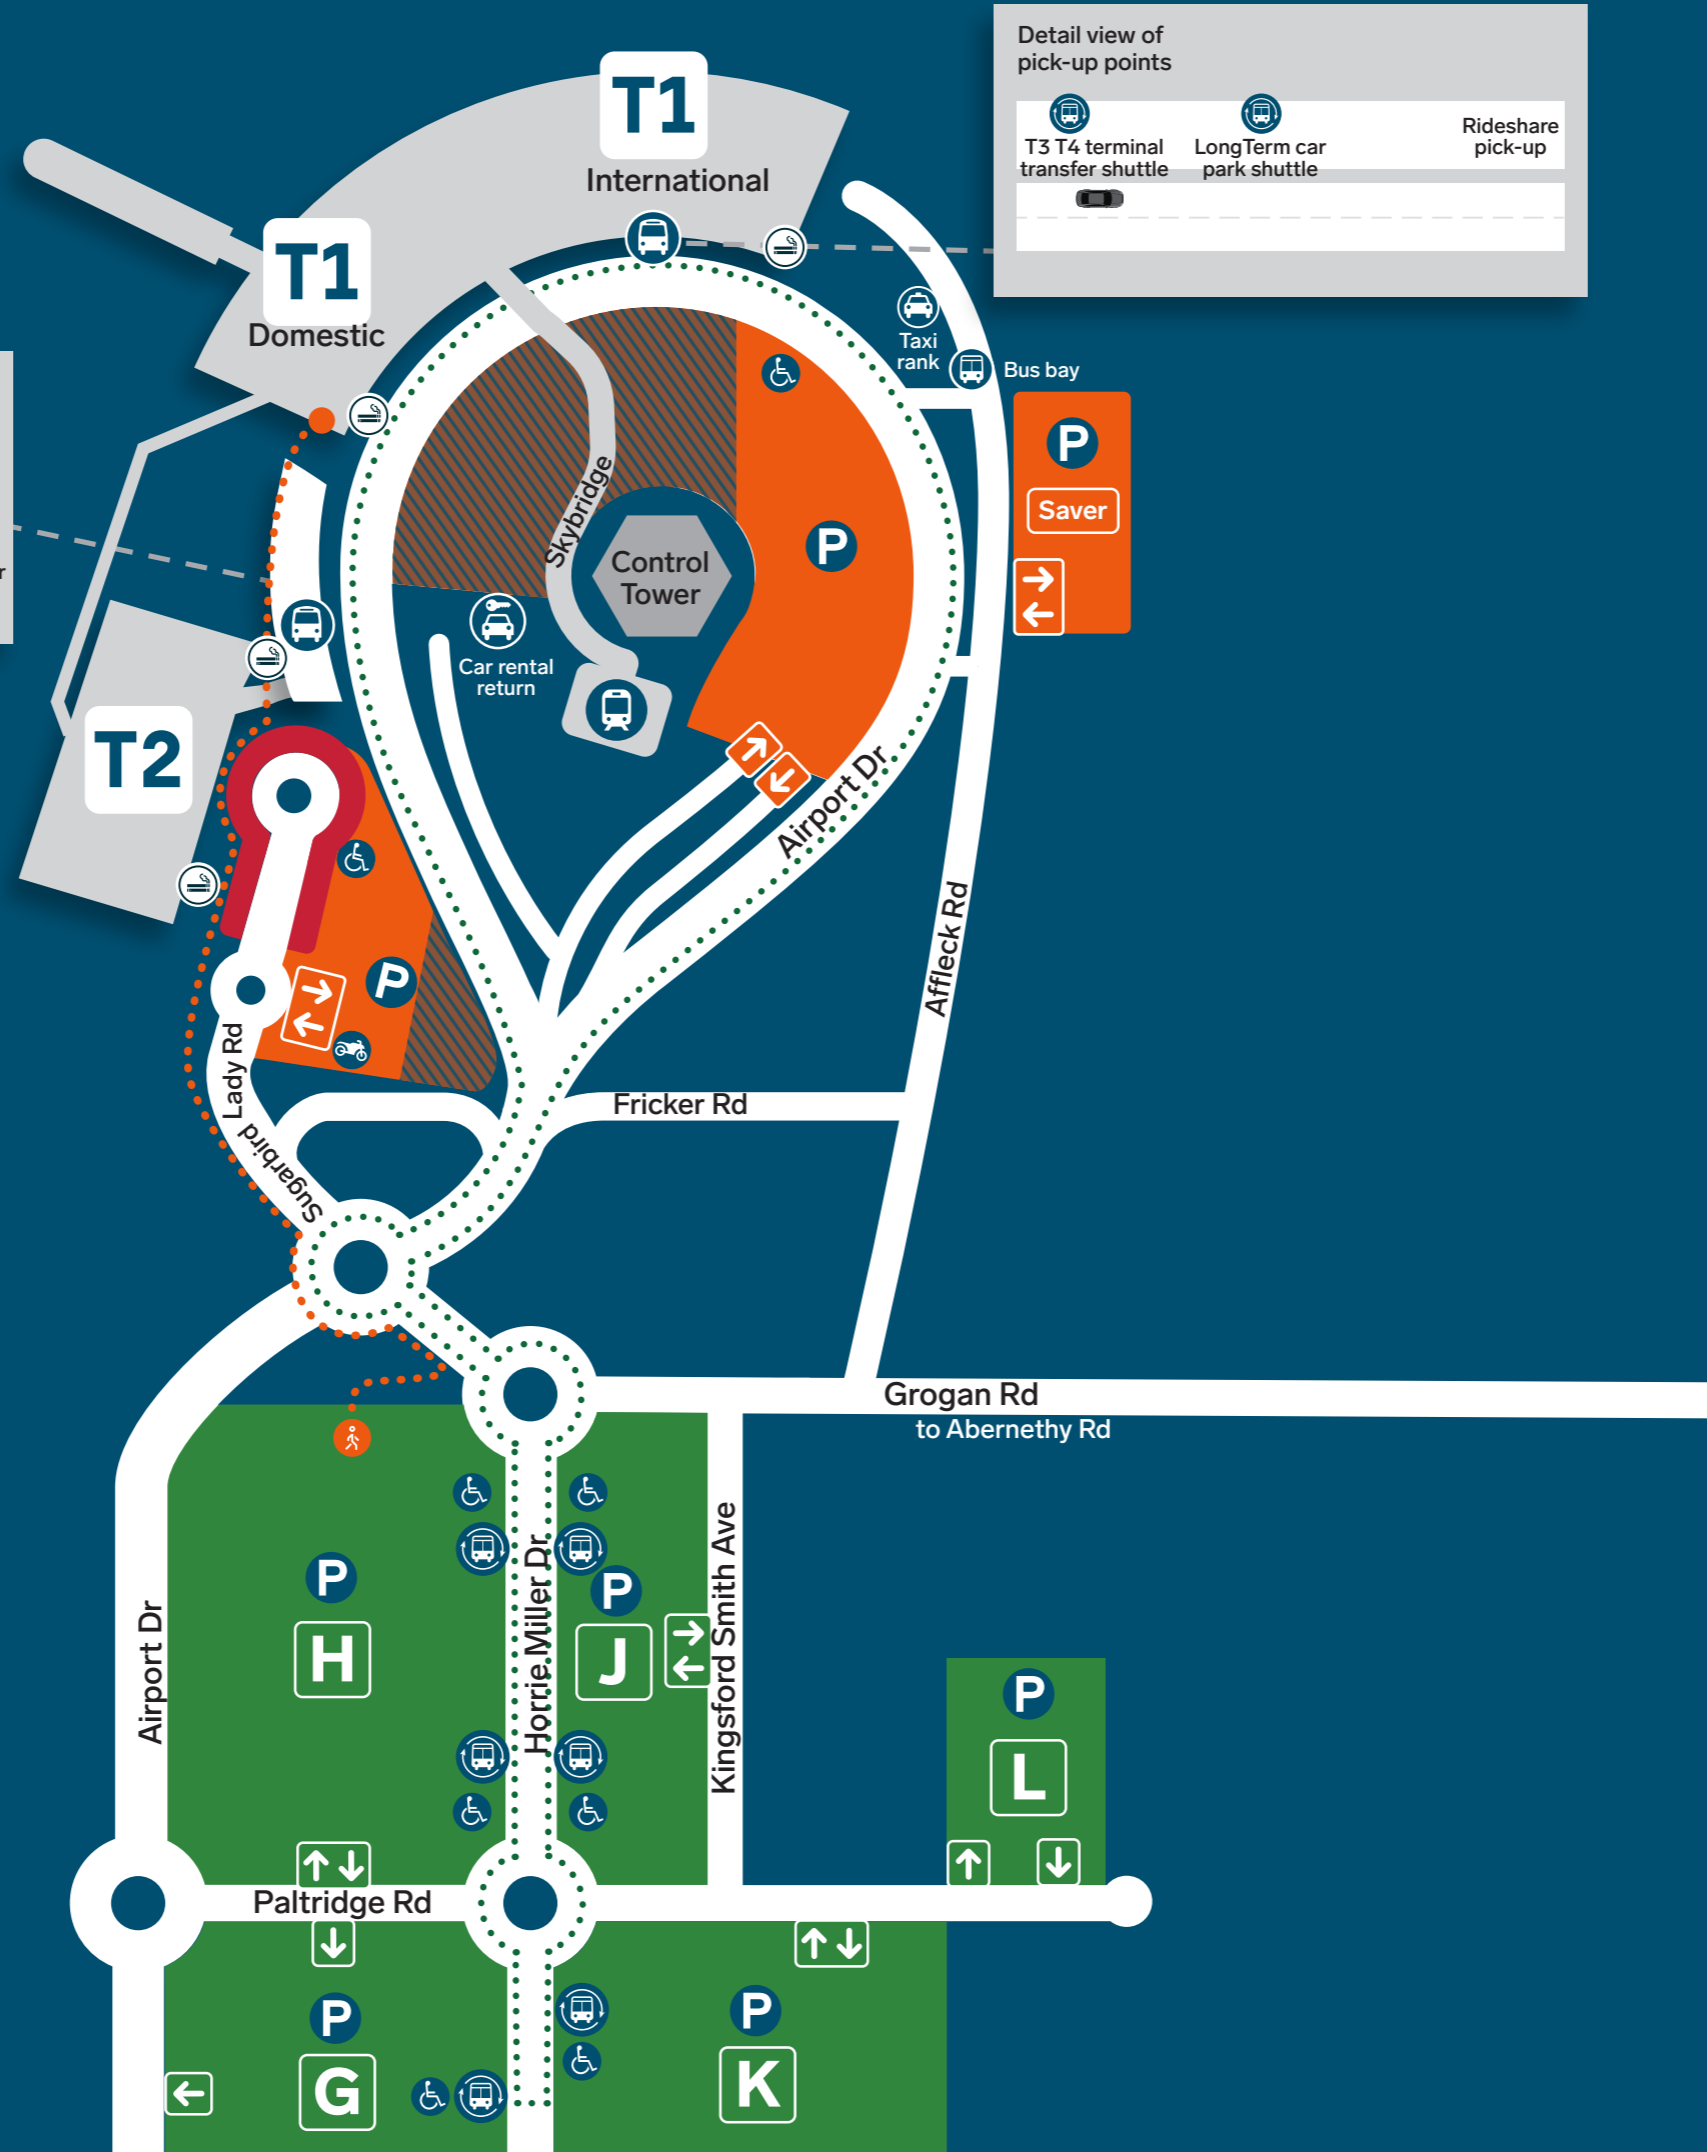 Detail view of
pick-up points
T3 T4 terminal
transfer shuttle
LongTerm car
park shuttle
Rideshare
pick-up
T1
International
T1
Domestic
Taxi
rank
Bus bay
P
Saver
Skybridge
Control
Tower
P
r
Car rental
return
T2
Airport Dr
P
Affleck Rd
Sugarbird Lady Rd
Fricker Rd
Grogan Rd
to Abernethy Rd
P
H
Horrie Miller Dr
P
J
Kingsford Smith Ave
Airport Dr
P
L
Paltridge Rd
P
G
P
K